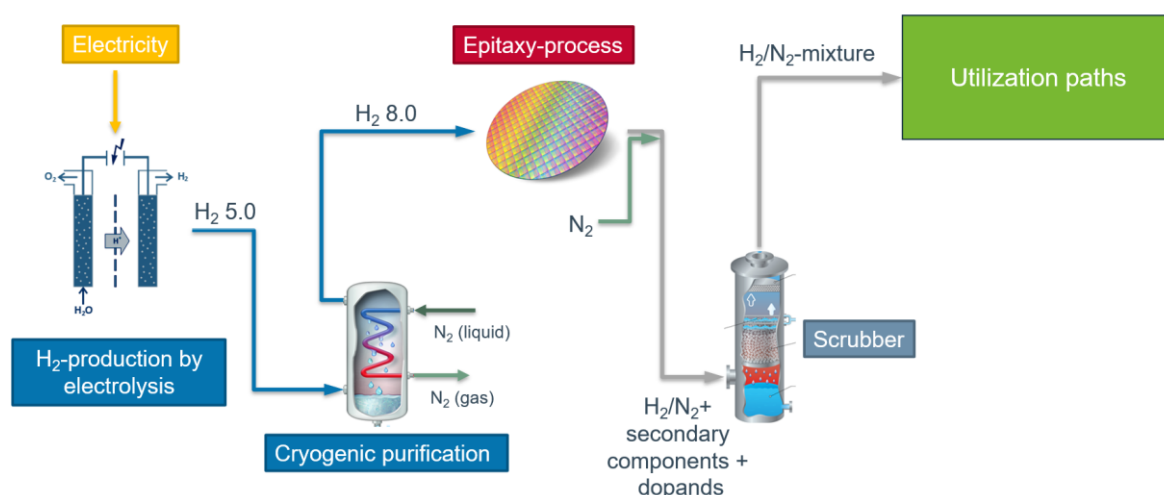 Electricity
O₂
H₂
H⁺
H₂O
H₂-production by
electrolysis
H₂ 5.0
H₂ 8.0
N₂ (liquid)
N₂ (gas)
Cryogenic purification
Epitaxy-process
N₂
H₂/N₂+
secondary
components +
dopands
Scrubber
H₂/N₂-mixture
Utilization paths